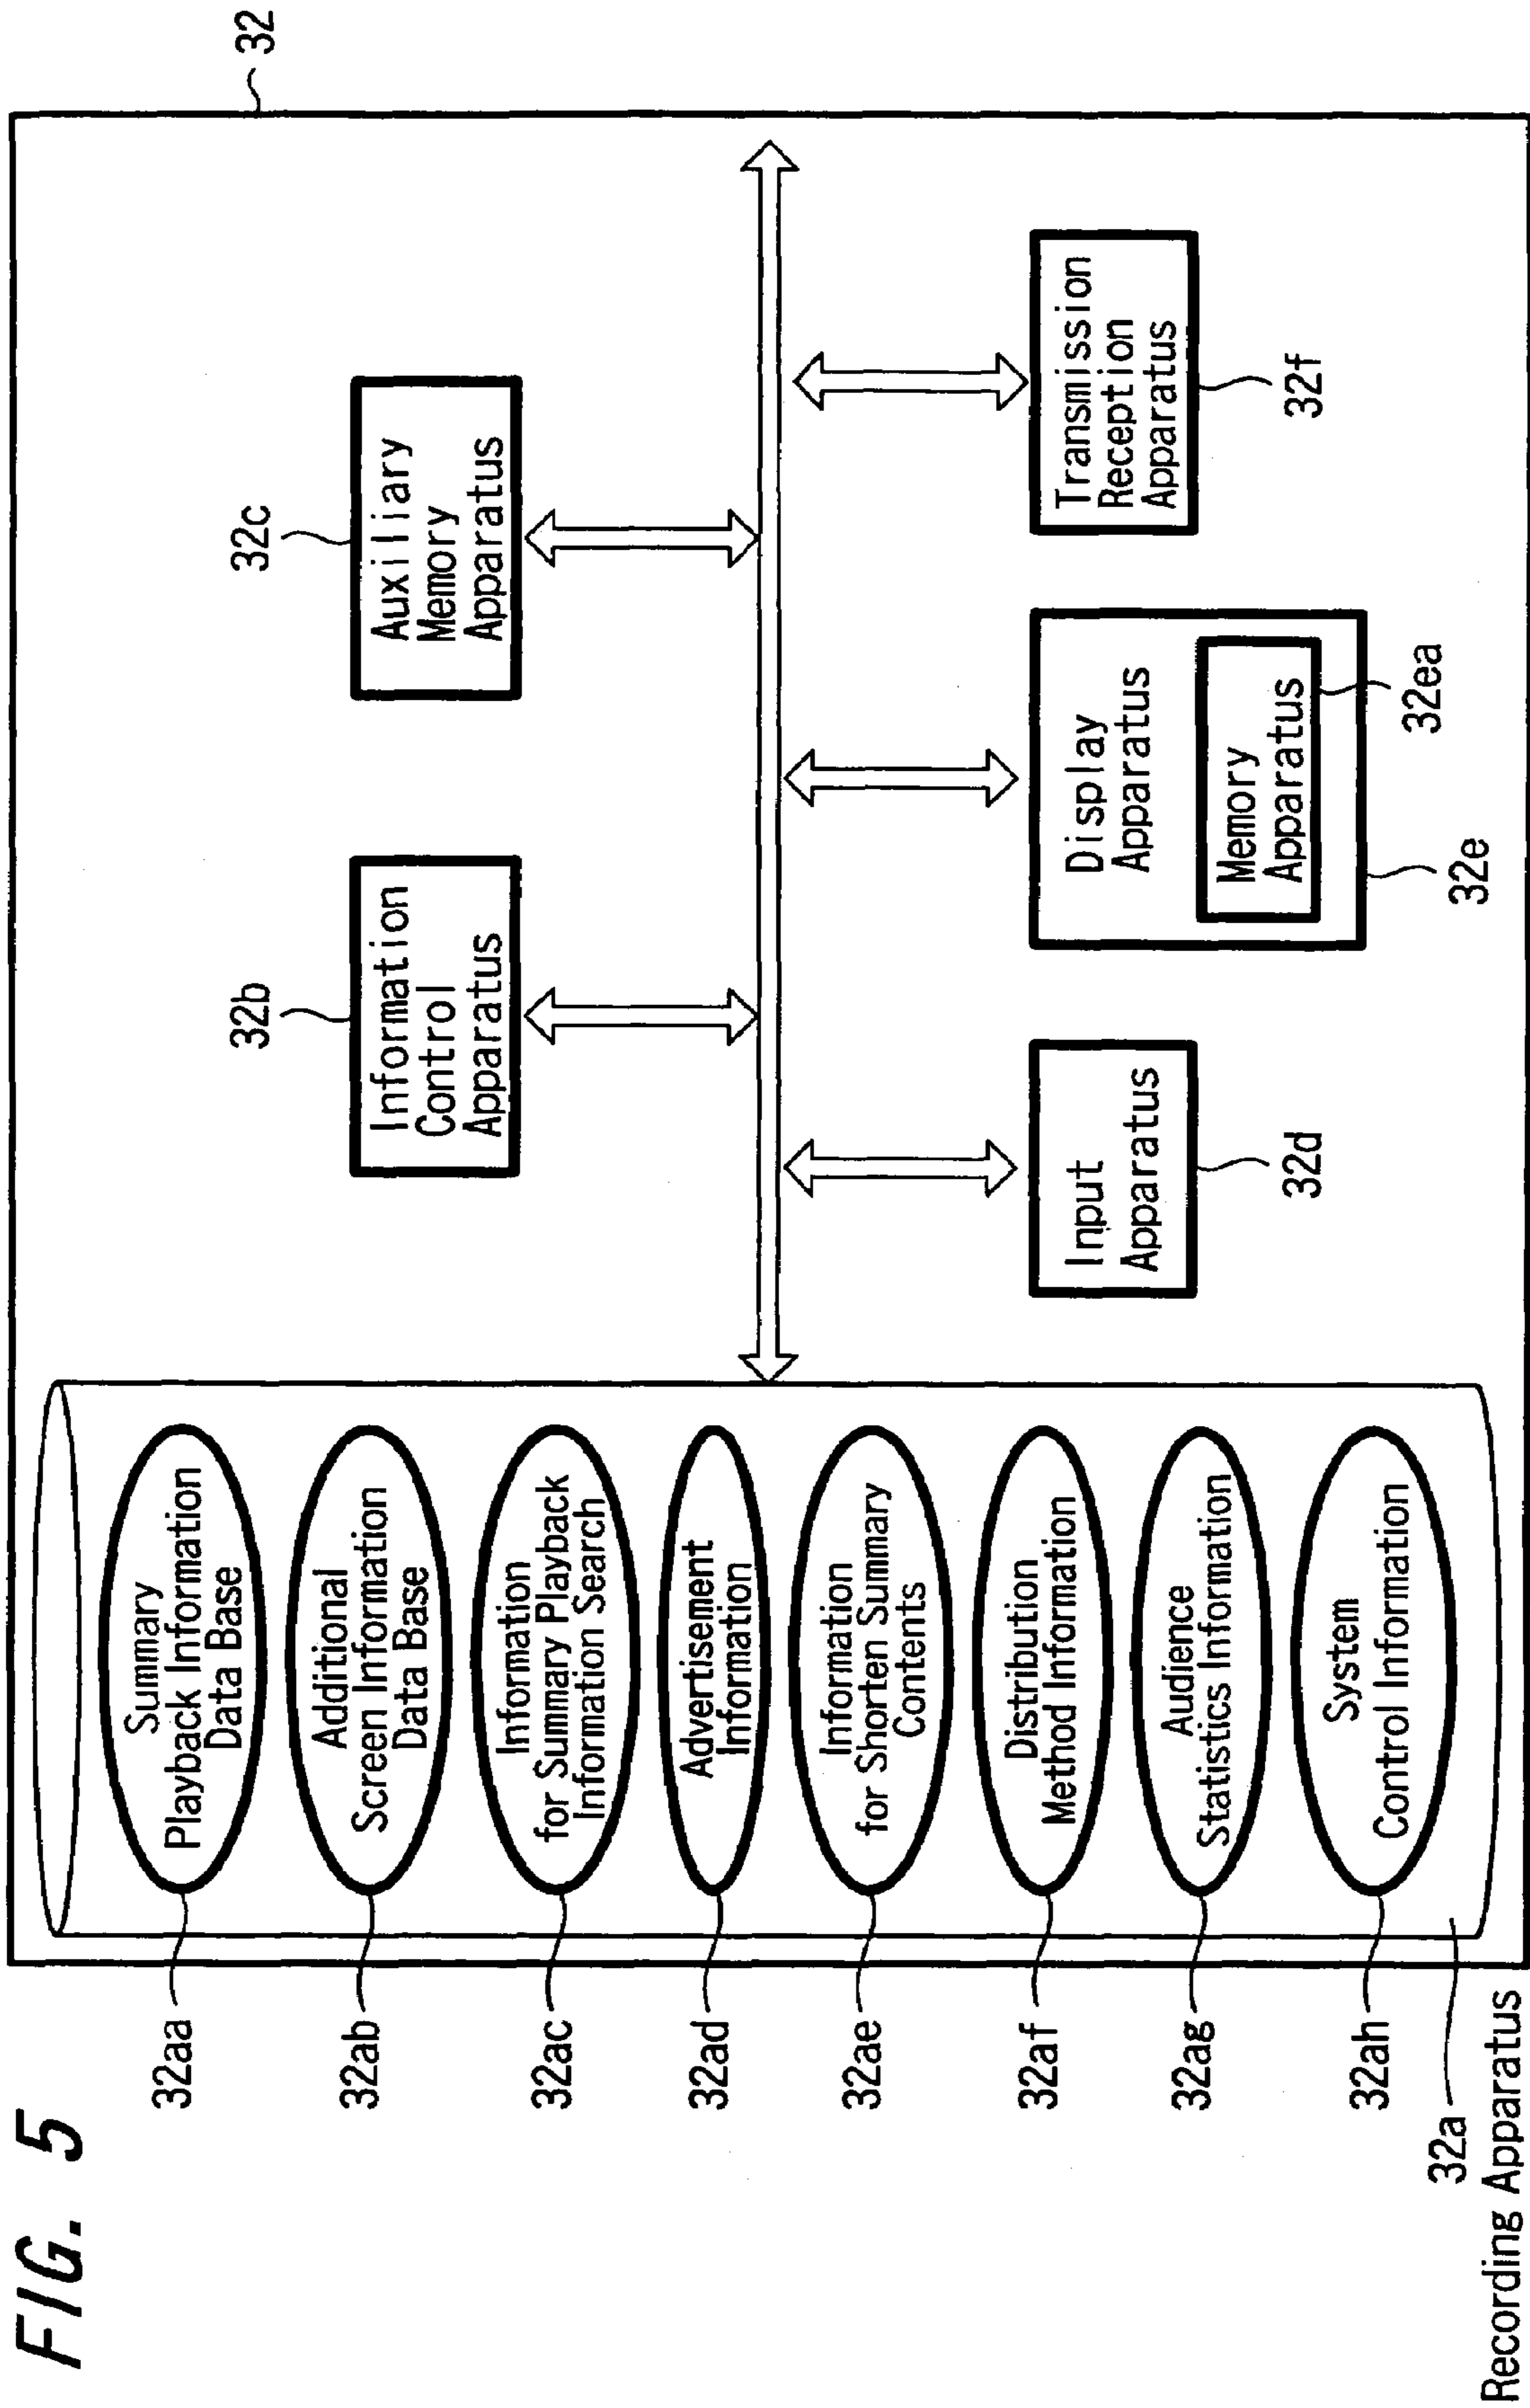 FIG. 5
32
32aa
Summary
Playback Information
Data Base
32ab
Additional
Screen Information
Data Base
32ac
Information
for Summary Playback
Information Search
32ad
Advertisement
Information
32ae
Information
for Shorten Summary
Contents
32af
Distribution
Method Information
32ag
Audience
Statistics Information
32ah
System
Control Information
32a
Recording Apparatus
32b
Information
Control
Apparatus
32c
Auxiliary
Memory
Apparatus
Input
Apparatus
32d
Display
Apparatus
Memory
Apparatus
32ea
32e
Transmission
Reception
Apparatus
32f